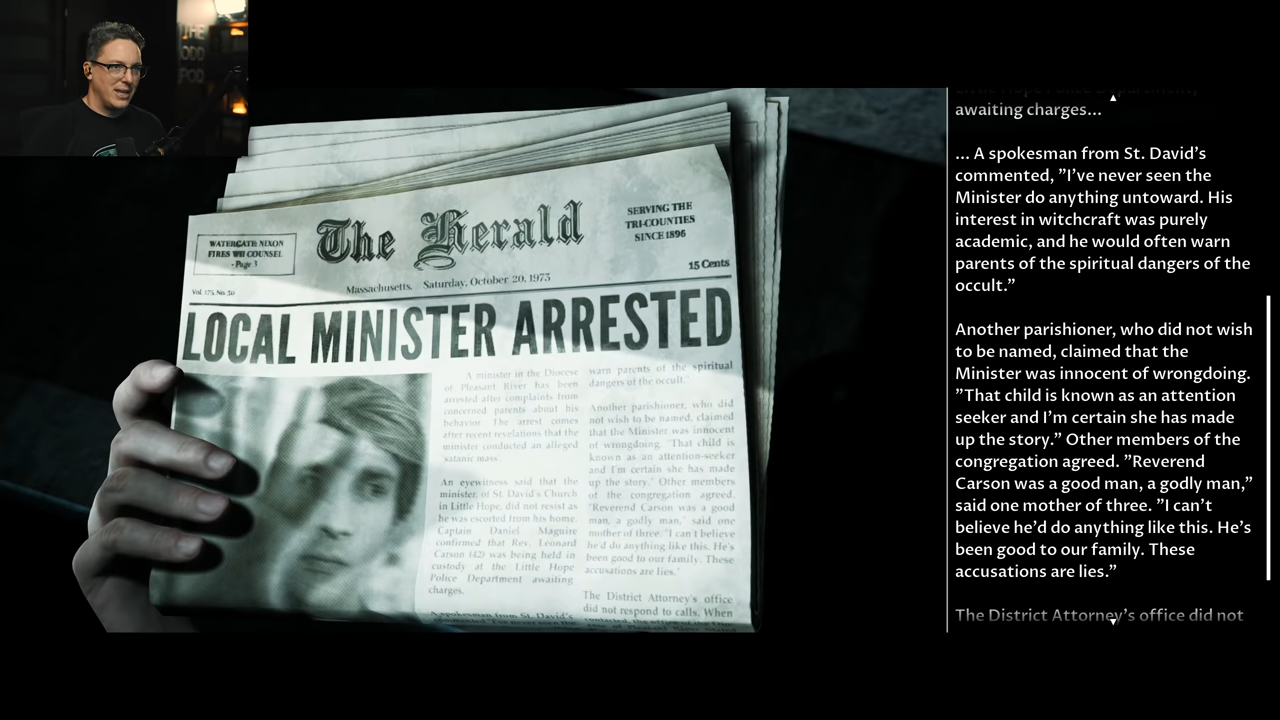 THE
ODD
POD
WATERGATE: NIXON
FIRES WH COUNSEL
- Page 3
The Herald
SERVING THE
TRI-COUNTIES
SINCE 1896
15 Cents
Vol. 175, No. 50
Massachusetts. Saturday, October 20, 1973
LOCAL MINISTER ARRESTED
A minister in the Diocese
of Pleasant River has been
arrested after complaints from
concerned parents about his
behavior. The arrest comes
after recent revelations that the
minister conducted an alleged
satanic mass.
An eyewitness said that the
minister, of St. David's Church
in Little Hope, did not resist as
he was escorted from his home.
Captain Daniel Maguire
confirmed that Rev. Leonard
Carson (42) was being held in
custody at the Little Hope
Police Department awaiting
charges.
A spokesman from St. David's
warn parents of the spiritual
dangers of the occult."
Another parishioner, who did
not wish to be named, claimed
that the Minister was innocent
of wrongdoing. "That child is
known as an attention-seeker
and I'm certain she has made
up the story." Other members
of the congregation agreed.
"Reverend Carson was a good
man, a godly man," said one
mother of three. "I can't believe
he'd do anything like this. He's
been good to our family. These
accusations are lies."
The District Attorney's office
did not respond to calls. When
Little Hope Police Department,
awaiting charges...
... A spokesman from St. David's
commented, "I've never seen the
Minister do anything untoward. His
interest in witchcraft was purely
academic, and he would often warn
parents of the spiritual dangers of the
occult."
Another parishioner, who did not wish
to be named, claimed that the
Minister was innocent of wrongdoing.
"That child is known as an attention
seeker and I'm certain she has made
up the story." Other members of the
congregation agreed. "Reverend
Carson was a good man, a godly man,"
said one mother of three. "I can't
believe he'd do anything like this. He's
been good to our family. These
accusations are lies."
The District Attorney's office did not